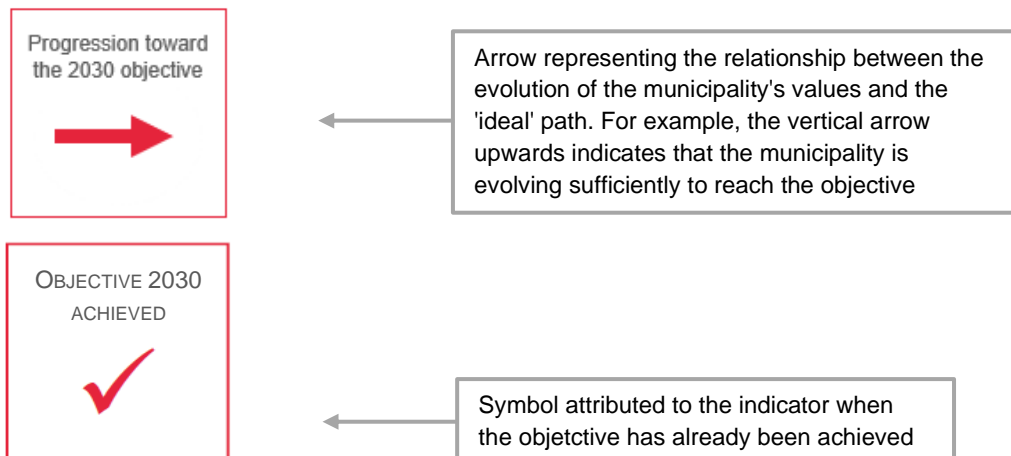 Progression toward
the 2030 objective
Arrow representing the relationship between the
evolution of the municipality's values and the
'ideal' path. For example, the vertical arrow
upwards indicates that the municipality is
evolving sufficiently to reach the objective
OBJECTIVE 2030
ACHIEVED
Symbol attributed to the indicator when
the objetctive has already been achieved